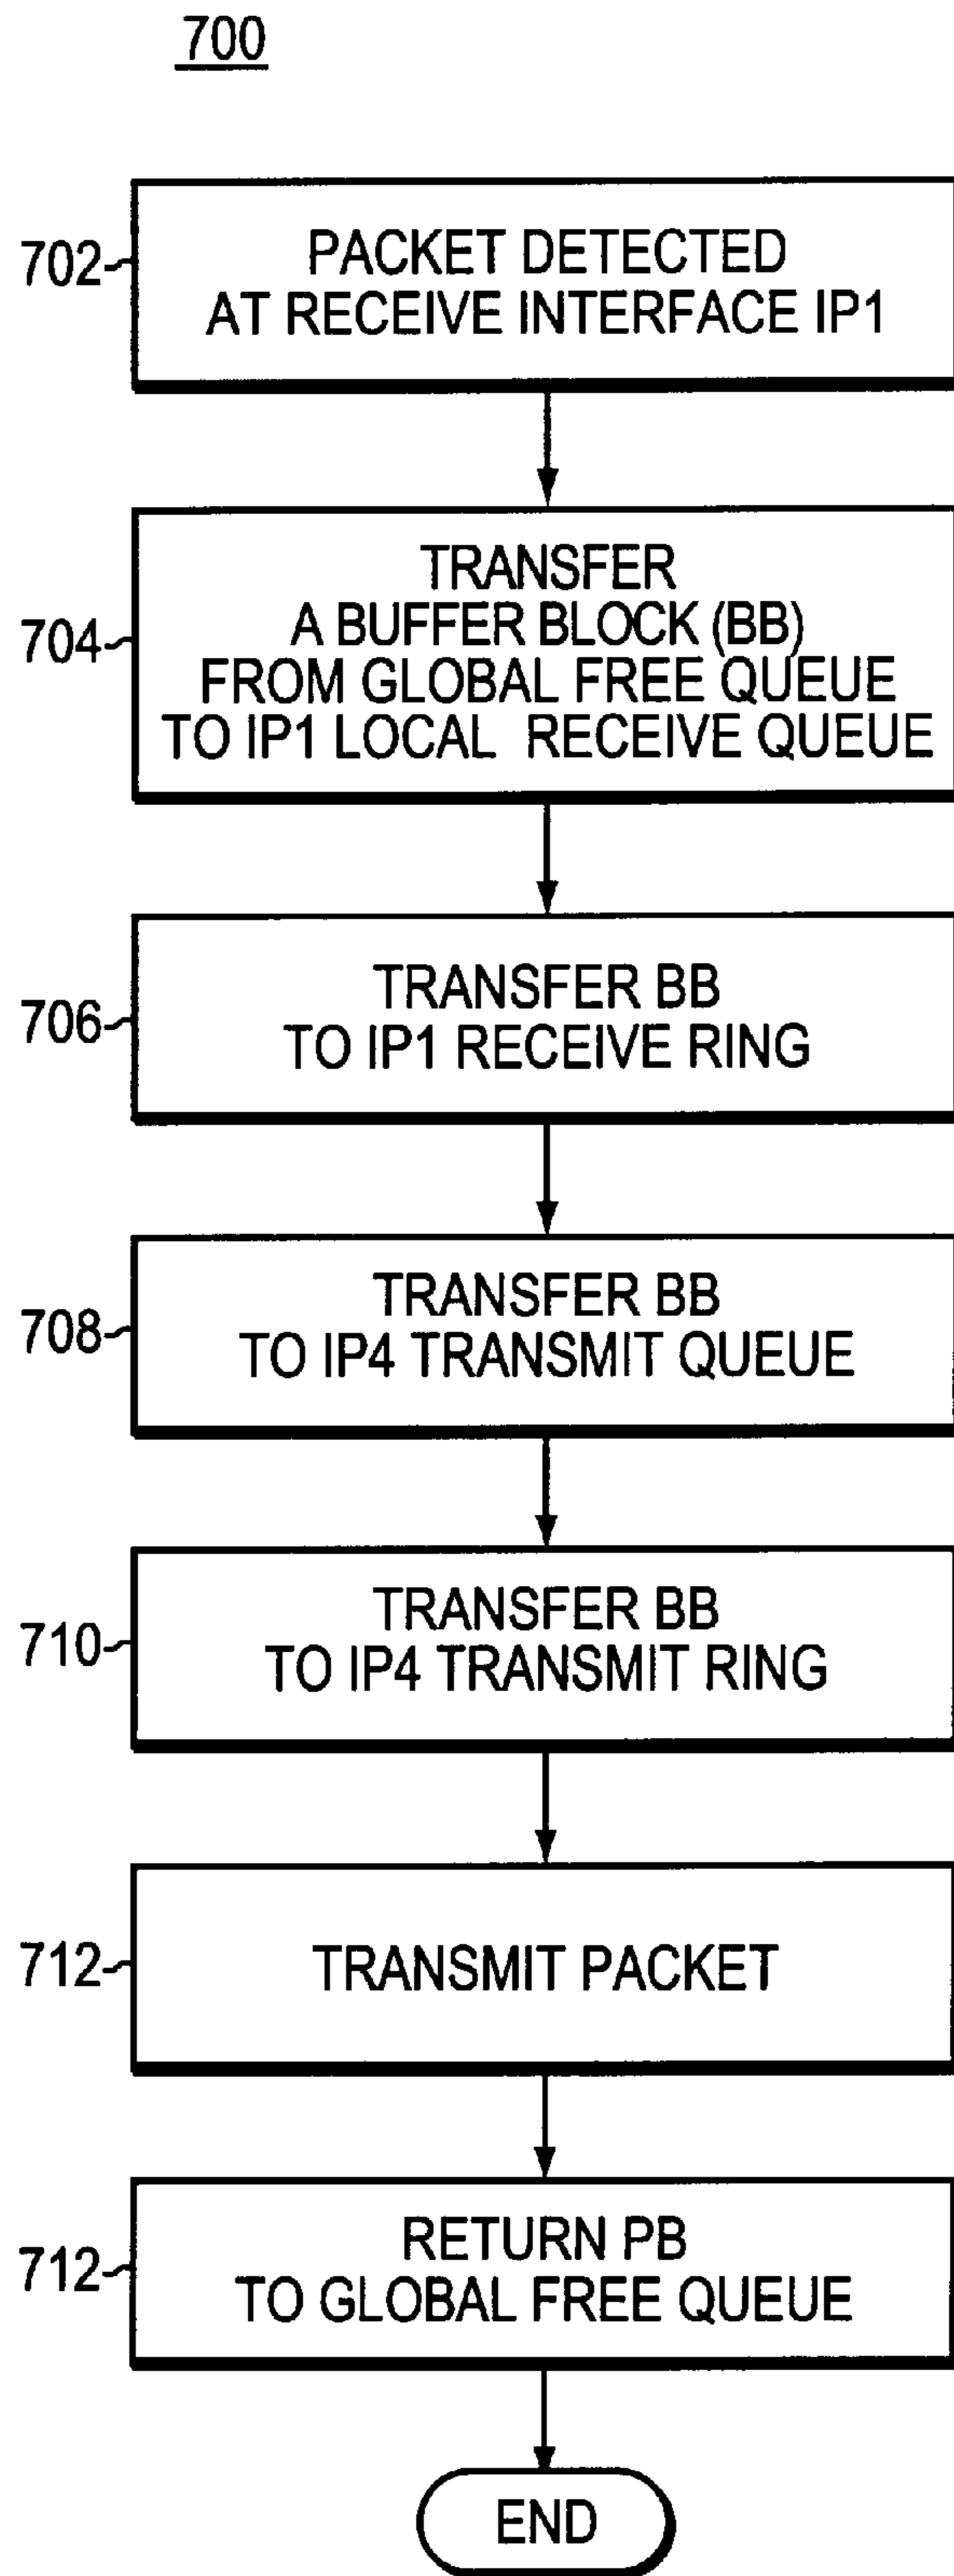 700
702
PACKET DETECTED
AT RECEIVE INTERFACE IP1
704
TRANSFER
A BUFFER BLOCK (BB)
FROM GLOBAL FREE QUEUE
TO IP1 LOCAL RECEIVE QUEUE
706
TRANSFER BB
TO IP1 RECEIVE RING
708
TRANSFER BB
TO IP4 TRANSMIT QUEUE
710
TRANSFER BB
TO IP4 TRANSMIT RING
712
TRANSMIT PACKET
712
RETURN PB
TO GLOBAL FREE QUEUE
END